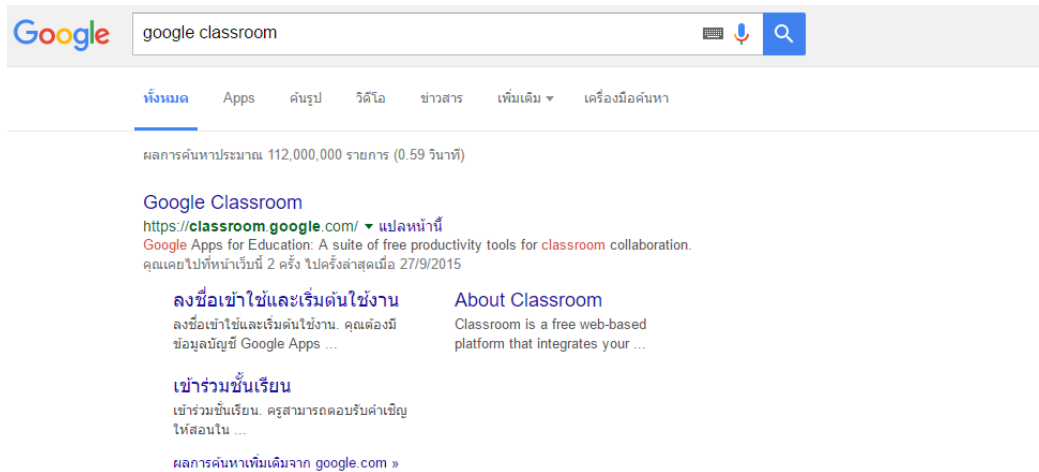 Google google classroom
ทั้งหมด Apps ค้นรูป วิดีโอ ข่าวสาร เพิ่มเติม เครื่องมือค้นหา
ผลการค้นหาประมาณ 112,000,000 รายการ (0.59 วินาที)
Google Classroom
https://classroom.google.com/ แปลหน้านี้
Google Apps for Education: A suite of free productivity tools for classroom collaboration.
คุณเคยไปที่หน้าเว็บนี้ 2 ครั้ง ไปครั้งล่าสุดเมื่อ 27/9/2015
ลงชื่อเข้าใช้และเริ่มต้นใช้งาน
ลงชื่อเข้าใช้และเริ่มต้นใช้งาน. คุณต้องมี
ข้อมูลบัญชี Google Apps ...
About Classroom
Classroom is a free web-based
platform that integrates your ...
เข้าร่วมชั้นเรียน
เข้าร่วมชั้นเรียน. ครูสามารถตอบรับคำเชิญ
ให้สอนใน ...
ผลการค้นหาเพิ่มเติมจาก google.com »